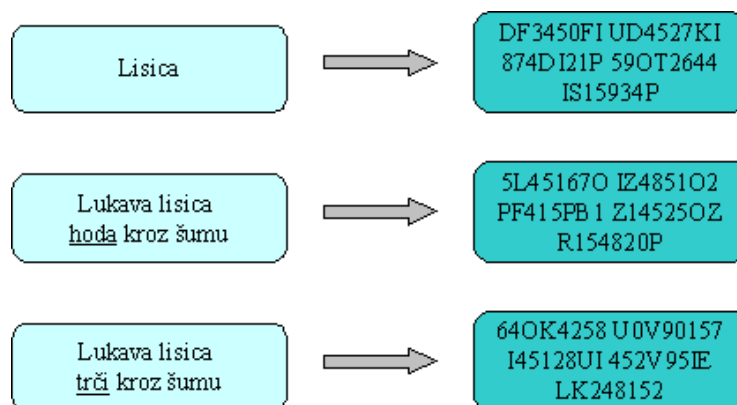 Lisica
DF3450FI UD4527KI
874DI21P 59OT2644
IS15934P
Lukava lisica
hoda kroz šumu
5L45167O IZ4851O2
PF415PB1 Z14525OZ
R154820P
Lukava lisica
trči kroz šumu
64OK4258 U0V90157
I45128UI 452V95IE
LK248152